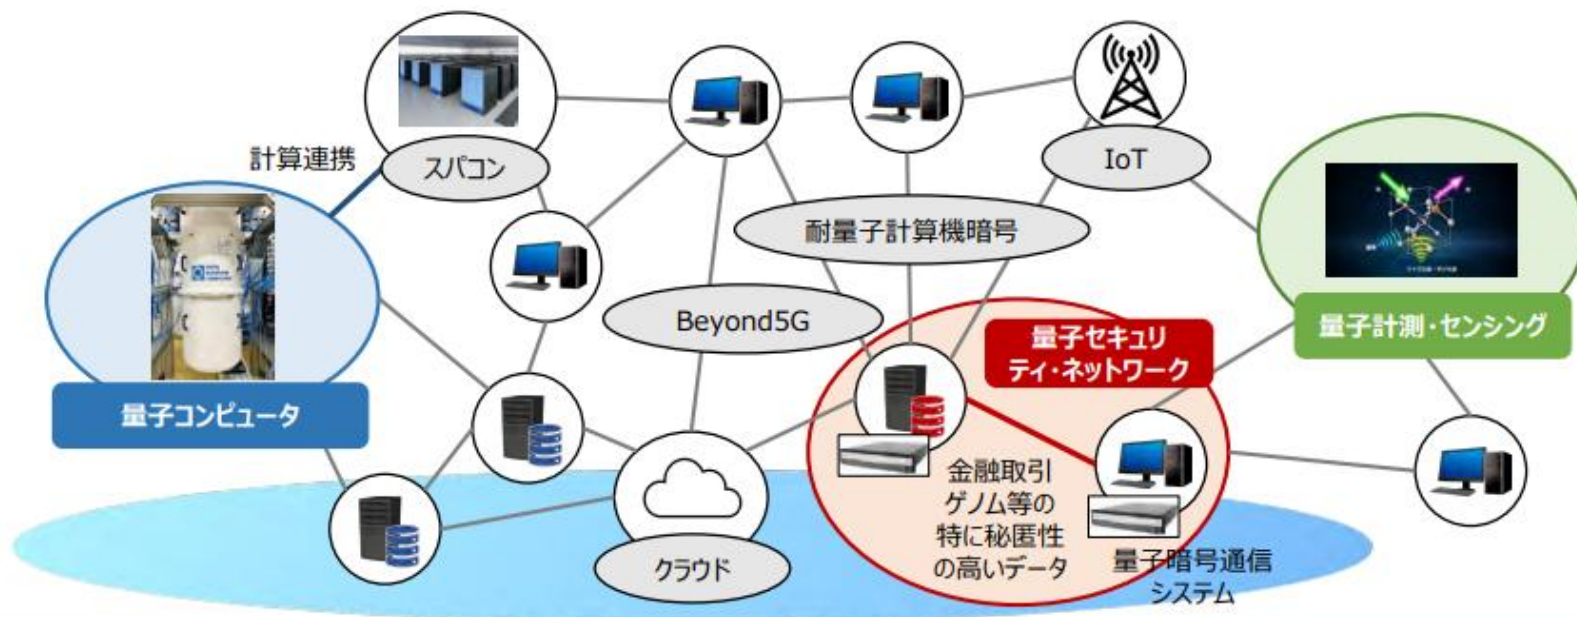 計算連携
スパコン
IoT
耐量子計算機暗号
Beyond5G
量子セキュリ
ティ・ネットワーク
量子計測・センシング
量子コンピュータ
金融取引
ゲノム等の
特に秘匿性
の高いデータ
量子暗号通信
システム
クラウド